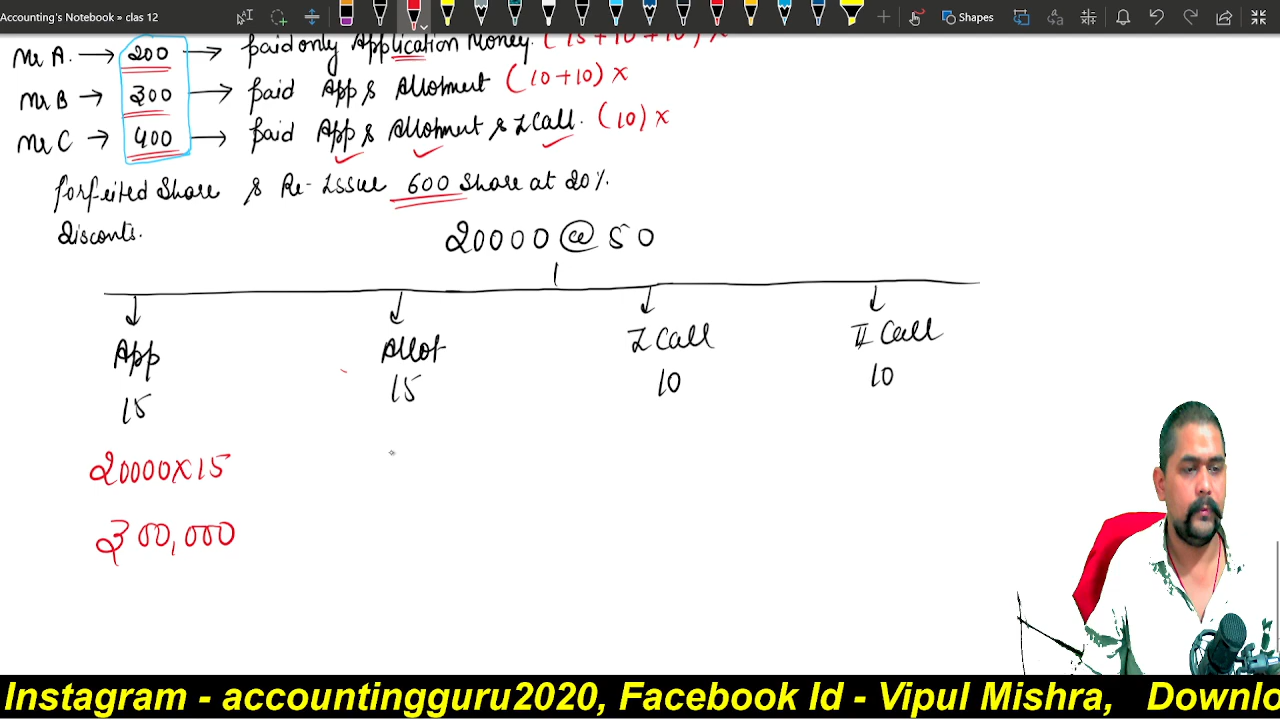 Accounting's Notebook » clas 12
Shapes
Mr A. → 200 → paid only Application Money. (15+10+10) x
Mr B → 300 → paid App & Allotment (10+10) x
Mr C → 400 → paid App & Allotment & I Call. (10) x
forfeited Share & Re-Issue 600 Share at 20%.
Disconts.
20000 @ 50
App Allot I Call II Call
15 15 10 10
20000x15
300,000
Instagram - accountingguru2020, Facebook Id - Vipul Mishra, Downlo